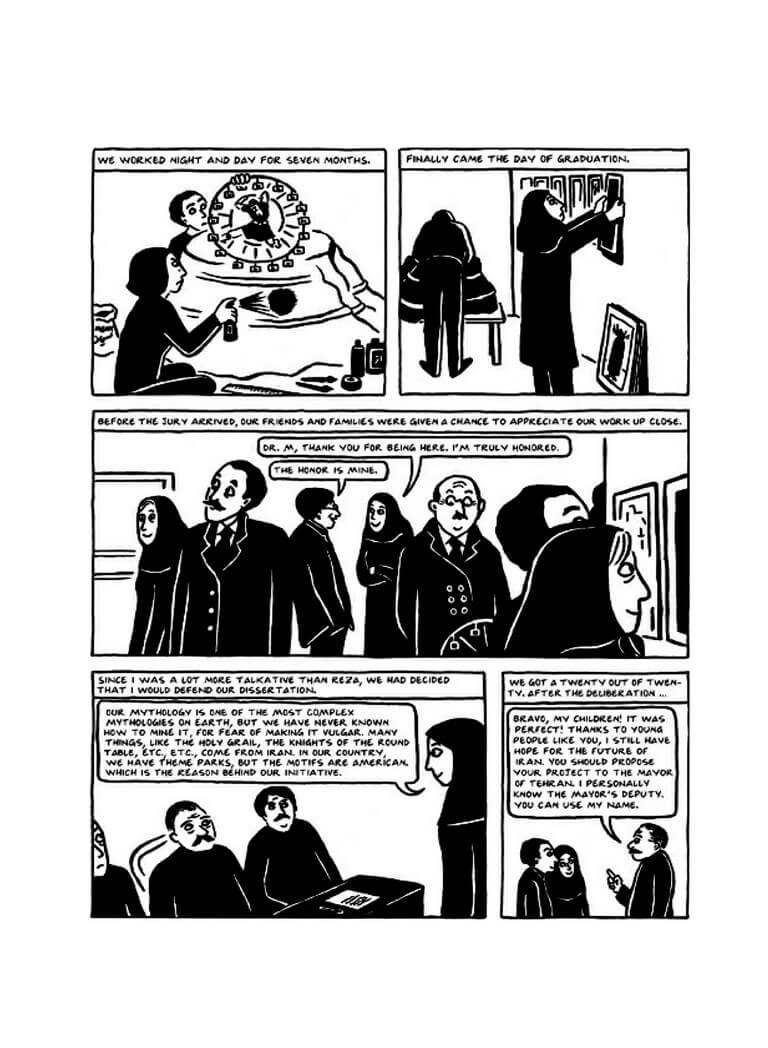 WE WORKED NIGHT AND DAY FOR SEVEN MONTHS.
FINALLY CAME THE DAY OF GRADUATION.
BEFORE THE JURY ARRIVED, OUR FRIENDS AND FAMILIES WERE GIVEN A CHANCE TO APPRECIATE OUR WORK UP CLOSE.
DR. M, THANK YOU FOR BEING HERE. I'M TRULY HONORED.
THE HONOR IS MINE.
SINCE I WAS A LOT MORE TALKATIVE THAN REZA, WE HAD DECIDED
THAT I WOULD DEFEND OUR DISSERTATION.
OUR MYTHOLOGY IS ONE OF THE MOST COMPLEX
MYTHOLOGIES ON EARTH, BUT WE HAVE NEVER KNOWN
HOW TO MINE IT, FOR FEAR OF MAKING IT VULGAR. MANY
THINGS, LIKE THE HOLY GRAIL, THE KNIGHTS OF THE ROUND
TABLE, ETC., ETC., COME FROM IRAN. IN OUR COUNTRY,
WE HAVE THEME PARKS, BUT THE MOTIFS ARE AMERICAN.
WHICH IS THE REASON BEHIND OUR INITIATIVE.
WE GOT A TWENTY OUT OF TWEN-
TY. AFTER THE DELIBERATION ...
BRAVO, MY CHILDREN! IT WAS
PERFECT! THANKS TO YOUNG
PEOPLE LIKE YOU, I STILL HAVE
HOPE FOR THE FUTURE OF
IRAN. YOU SHOULD PROPOSE
YOUR PROJECT TO THE MAYOR
OF TEHRAN. I PERSONALLY
KNOW THE MAYOR'S DEPUTY.
YOU CAN USE MY NAME.